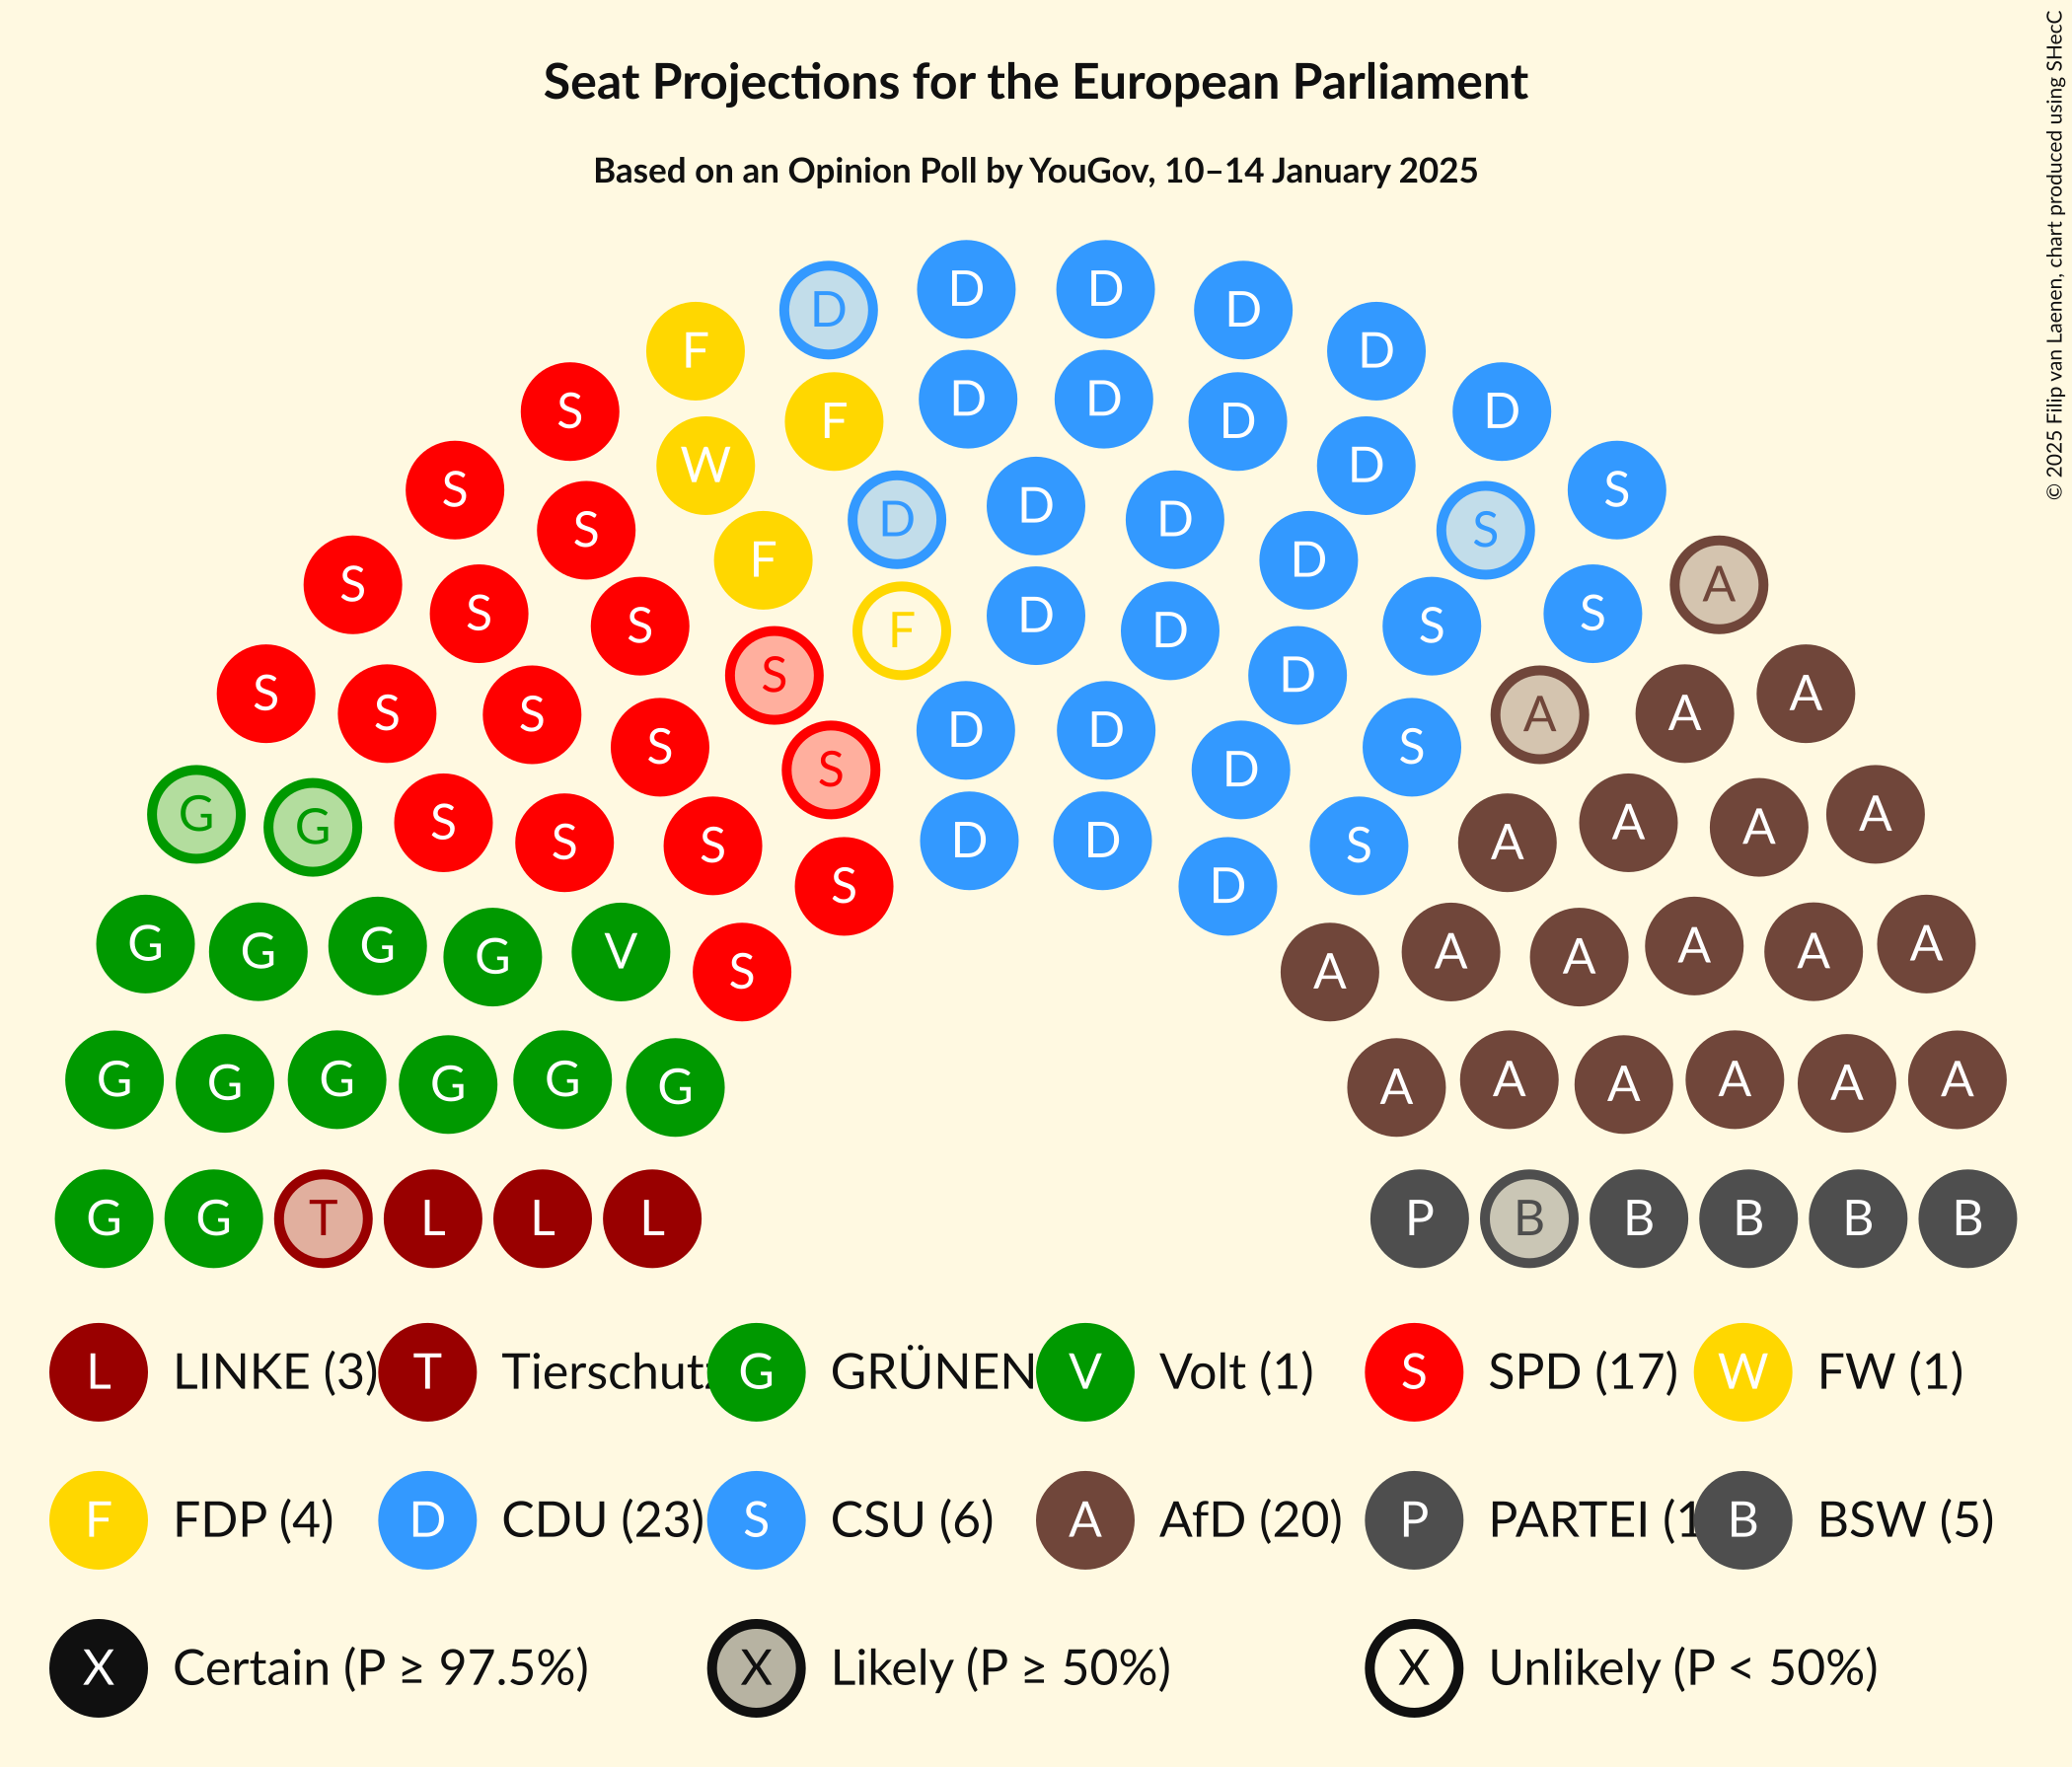 Seat Projections for the European Parliament
Based on an Opinion Poll by YouGov, 10–14 January 2025
© 2025 Filip van Laenen, chart produced using SHecC
D D D D
F D D
S D D D D
F S
W D S
S D D D
S S F D A
F D D S S
S S S D
S D A A A
S S S D D S
S D
G G S S S S D D D S A A A A
S D
G G G G V S A A A A A A
G G G G G G A A A A A A
G G T L L L P B B B B B
L LINKE (3) T Tierschutz G GRÜNEN V Volt (1) S SPD (17) W FW (1)
F FDP (4) D CDU (23) S CSU (6) A AfD (20) P PARTEI (1 B BSW (5)
X Certain (P ≥ 97.5%) X Likely (P ≥ 50%) X Unlikely (P < 50%)